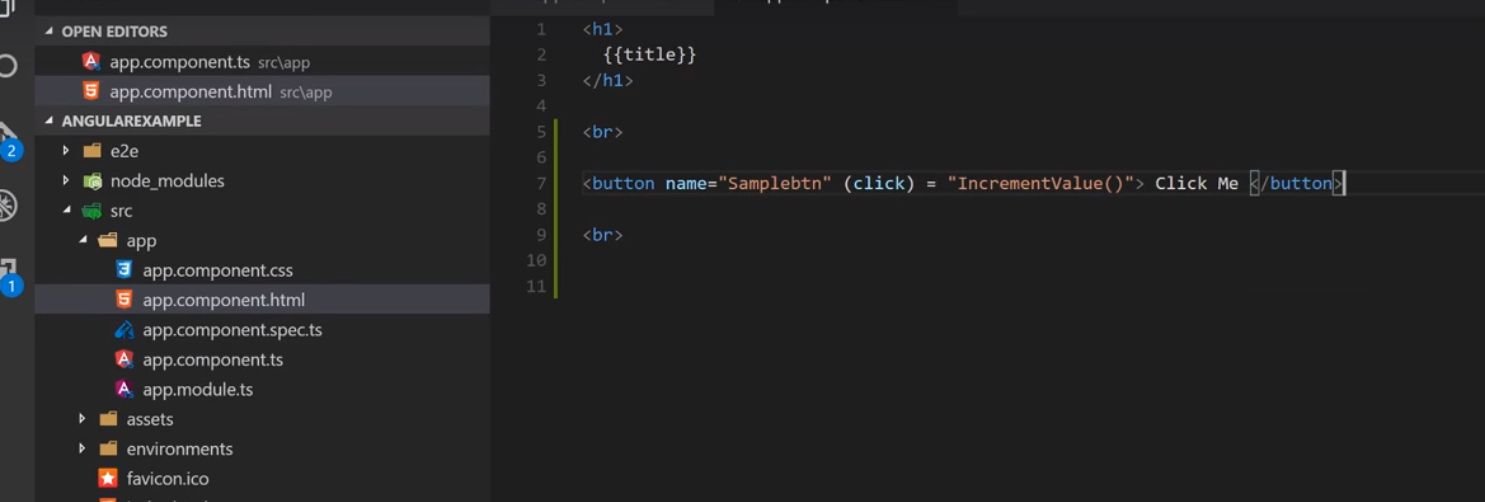 OPEN EDITORS
app.component.ts src\app
app.component.html src\app
ANGULAREXAMPLE
2
e2e
node_modules
src
app
app.component.css
1
app.component.html
app.component.spec.ts
app.component.ts
app.module.ts
assets
environments
favicon.ico
1 <h1>
2 {{title}}
3 </h1>
4
5 <br>
6
7 <button name="Samplebtn" (click) = "IncrementValue()"> Click Me </button>
8
9 <br>
10
11